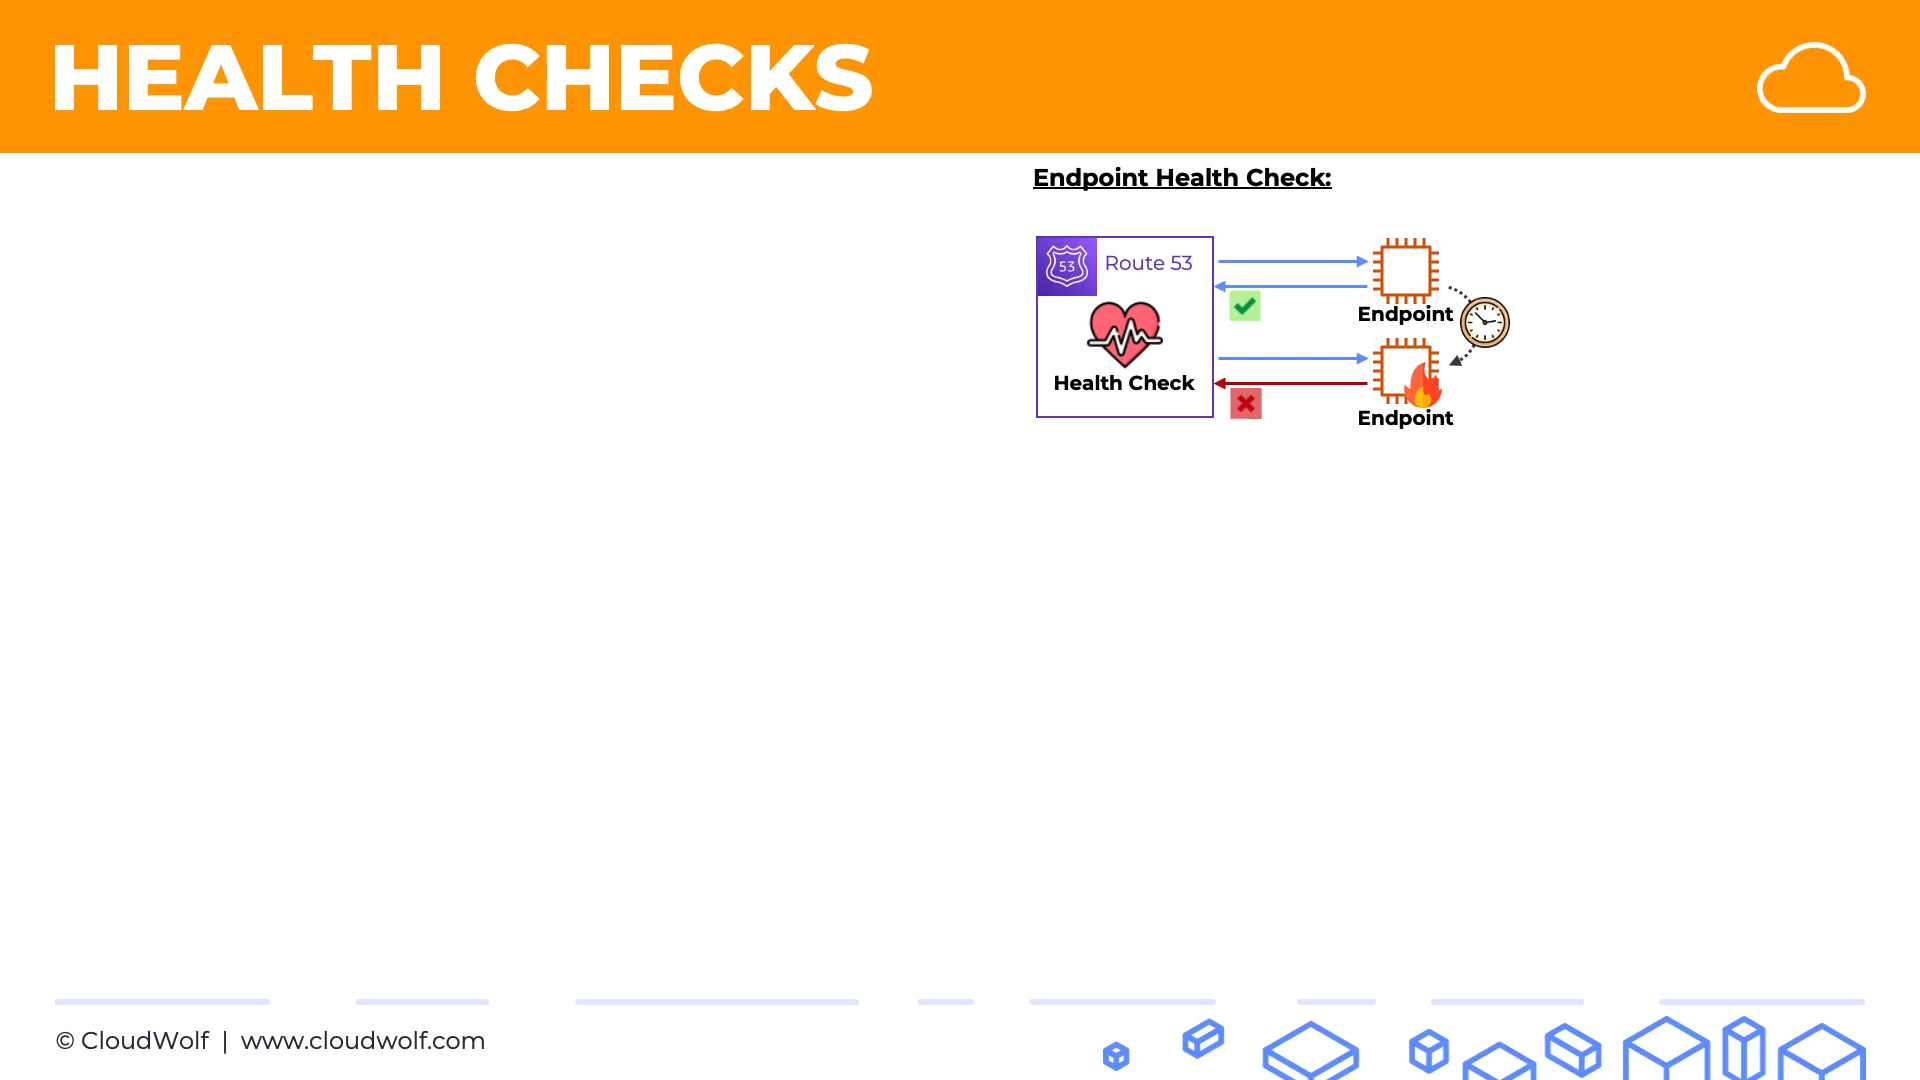 HEALTH CHECKS
Endpoint Health Check:
53
Route 53
Health Check
Endpoint
Endpoint
© CloudWolf | www.cloudwolf.com